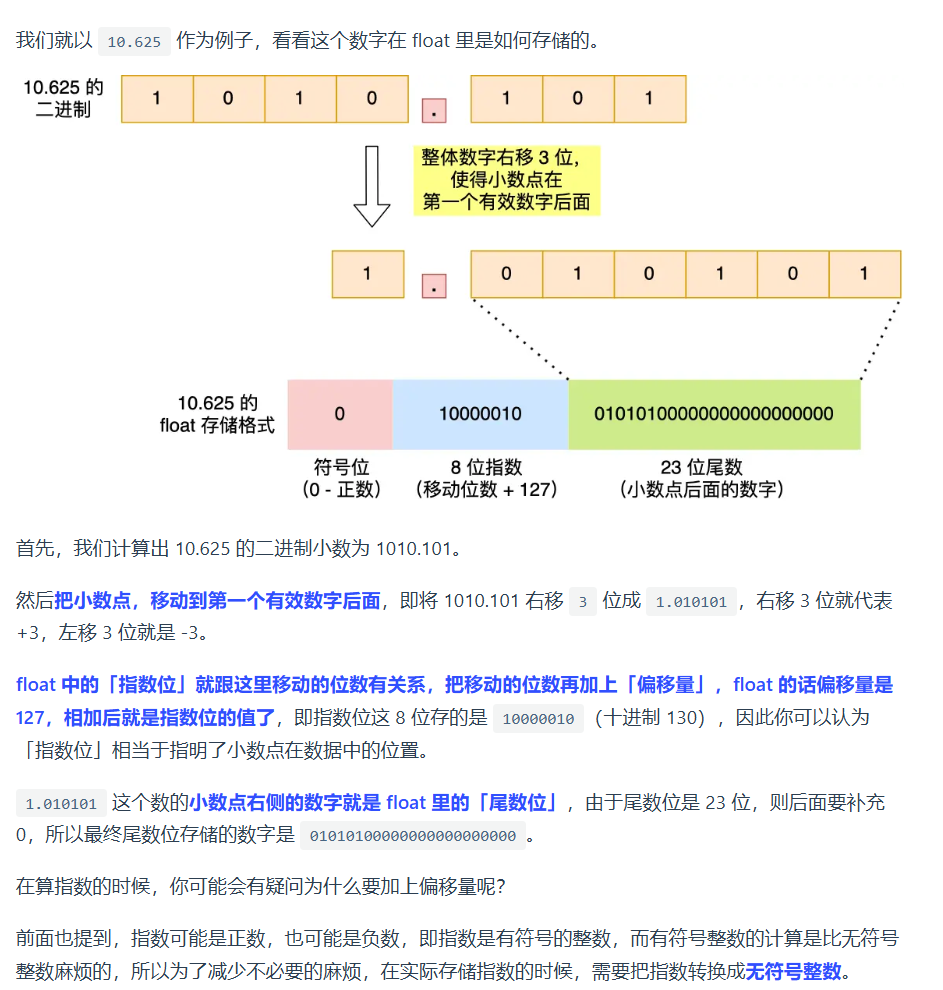 我们就以 10.625 作为例子，看看这个数字在 float 里是如何存储的。
10.625 的
二进制
1 0 1 0 . 1 0 1
整体数字右移 3 位，
使得小数点在
第一个有效数字后面
1 . 0 1 0 1 0 1
10.625 的
float 存储格式
0 10000010 01010100000000000000000
符号位 8 位指数 23 位尾数
（0 - 正数） （移动位数 + 127） （小数点后面的数字）
首先，我们计算出 10.625 的二进制小数为 1010.101。
然后把小数点，移动到第一个有效数字后面，即将 1010.101 右移 3 位成 1.010101，右移 3 位就代表
+3，左移 3 位就是 -3。
float 中的「指数位」就跟这里移动的位数有关系，把移动的位数再加上「偏移量」，float 的话偏移量是
127，相加后就是指数位的值了，即指数位这 8 位存的是 10000010（十进制 130），因此你可以认为
「指数位」相当于指明了小数点在数据中的位置。
1.010101 这个数的小数点右侧的数字就是 float 里的「尾数位」，由于尾数位是 23 位，则后面要补充
0，所以最终尾数位存储的数字是 01010100000000000000000。
在算指数的时候，你可能会有疑问为什么要加上偏移量呢？
前面也提到，指数可能是正数，也可能是负数，即指数是有符号的整数，而有符号整数的计算是比无符号
整数麻烦的，所以为了减少不必要的麻烦，在实际存储指数的时候，需要把指数转换成无符号整数。